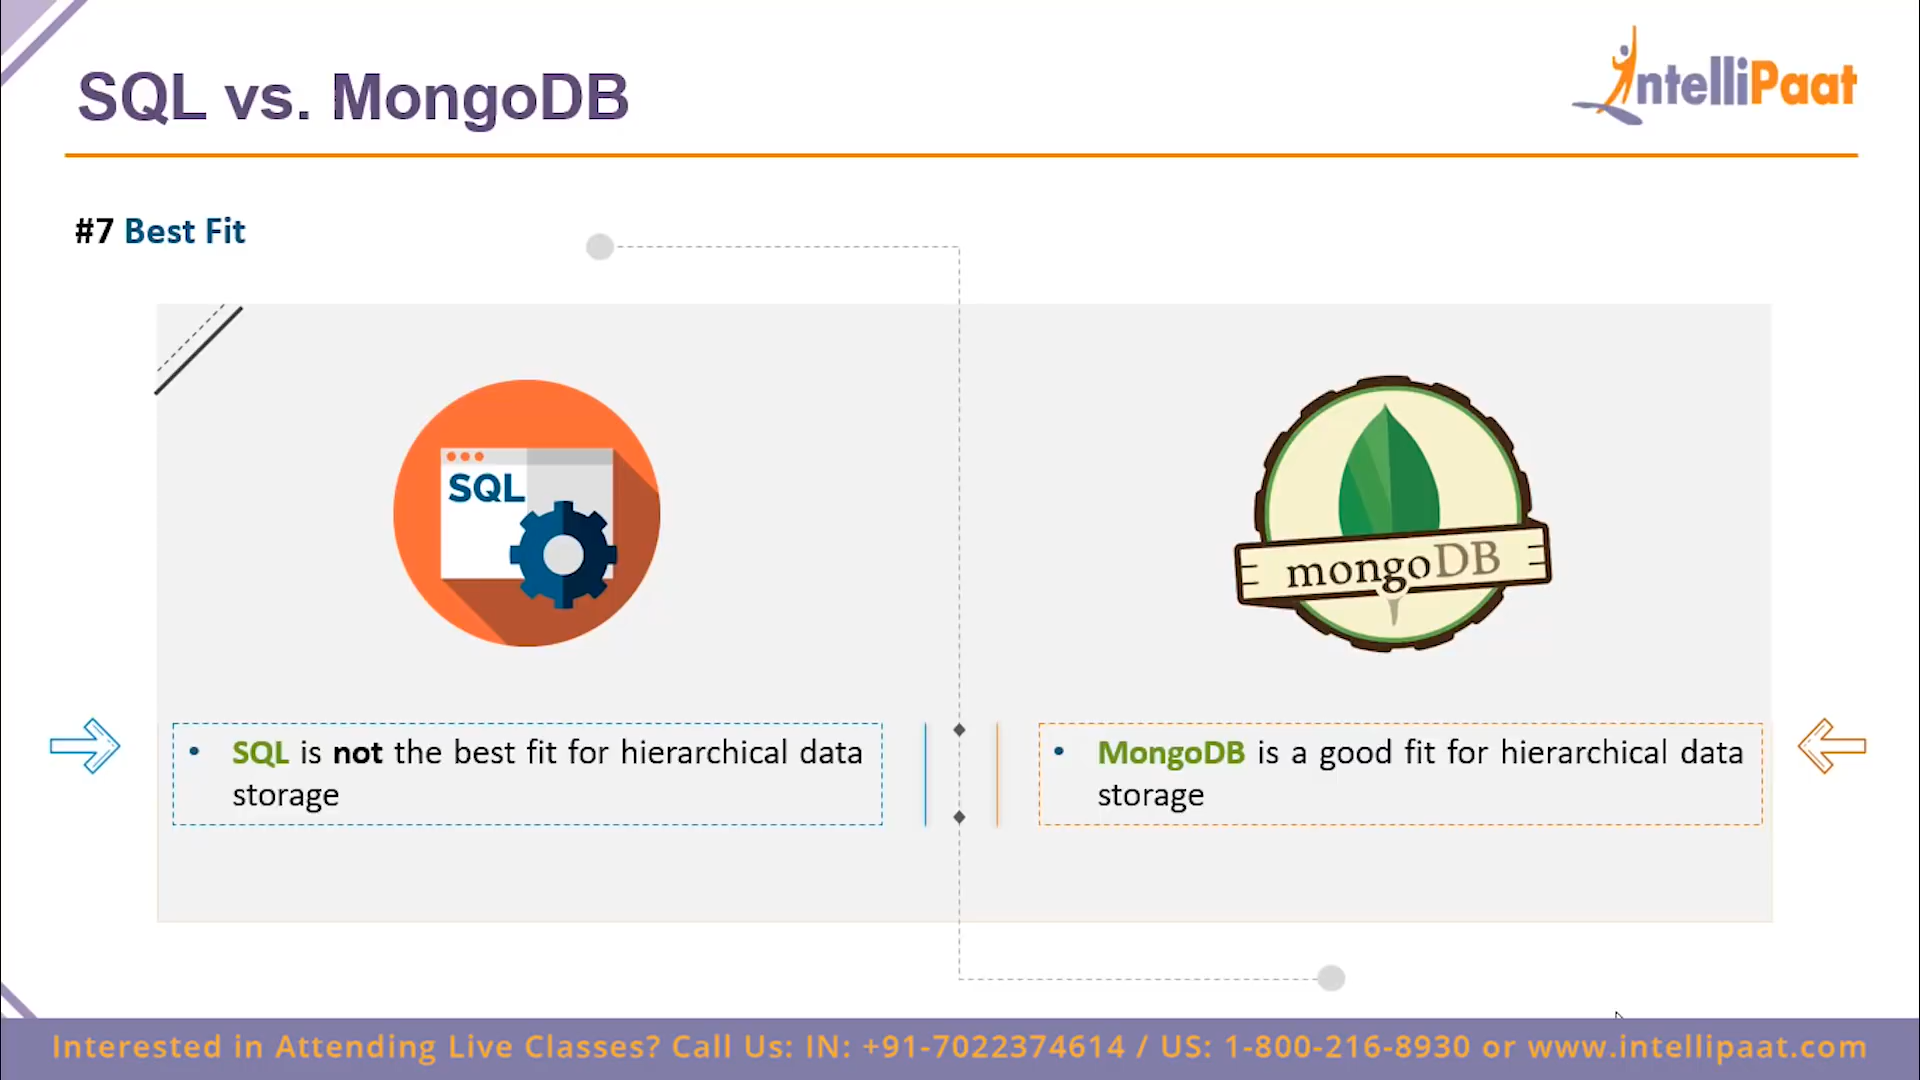 SQL vs. MongoDB
IntelliPaat
#7 Best Fit
SQL
mongoDB
• SQL is not the best fit for hierarchical data
storage
• MongoDB is a good fit for hierarchical data
storage
Interested in Attending Live Classes? Call Us: IN: +91-7022374614 / US: 1-800-216-8930 or www.intellipaat.com